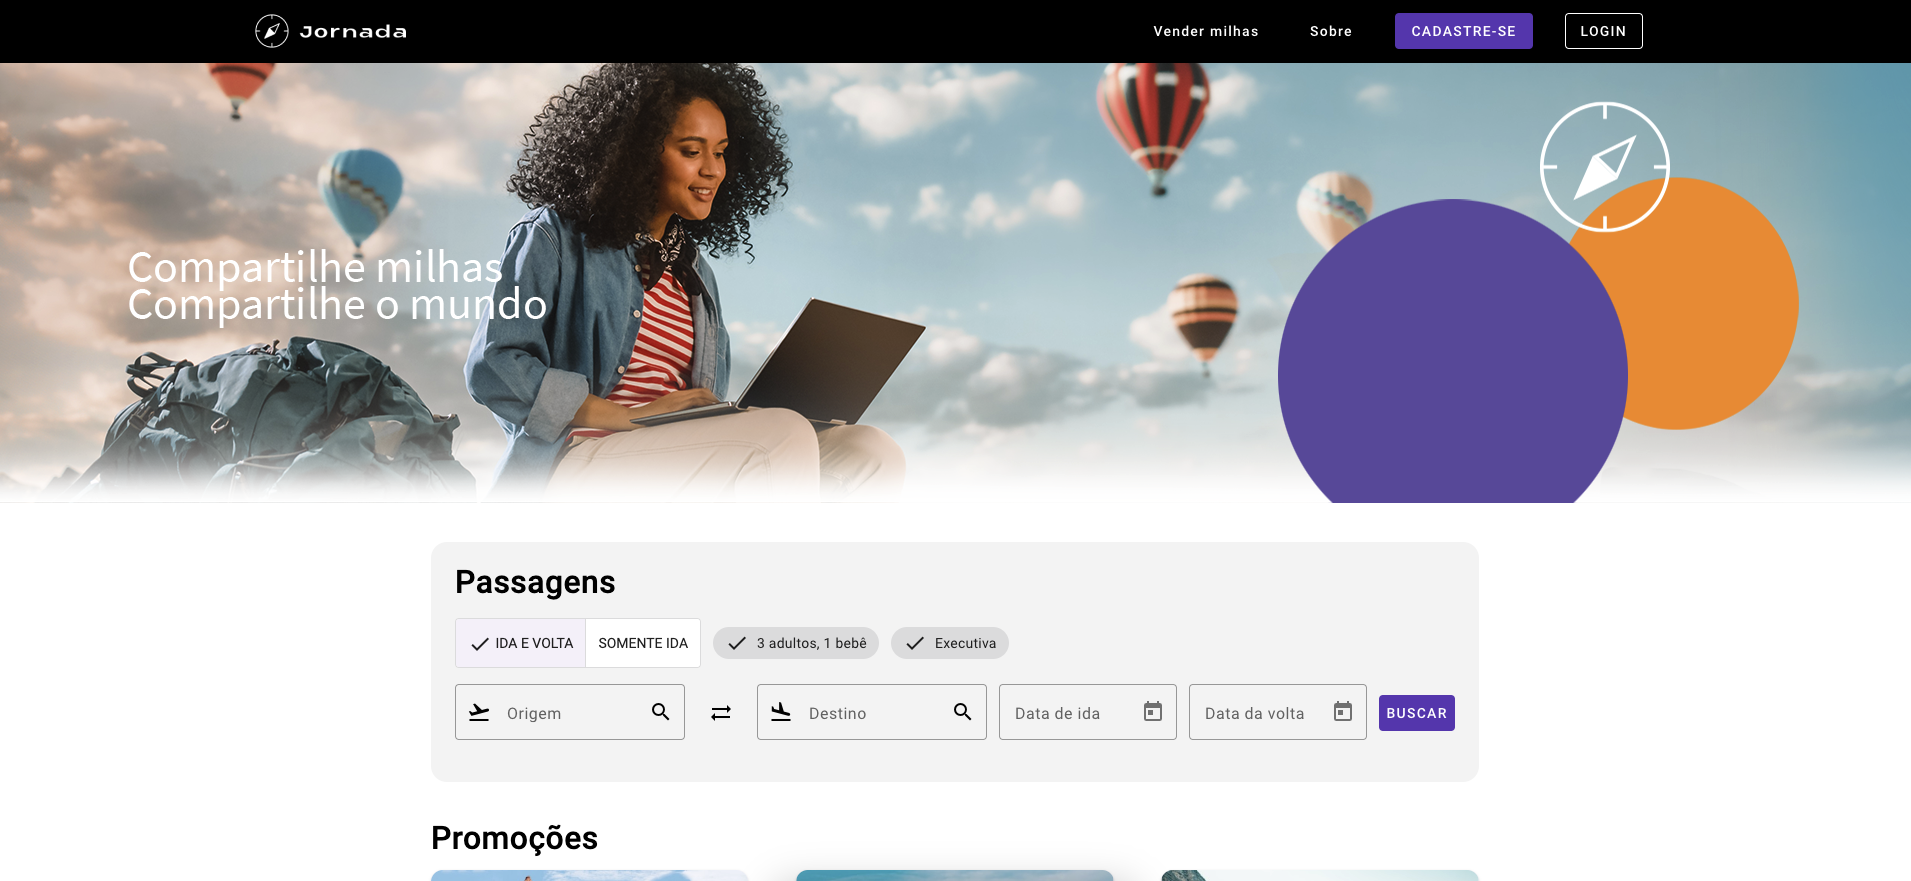 Jornada
Vender milhas
Sobre
CADASTRE-SE
LOGIN
Compartilhe milhas
Compartilhe o mundo
Passagens
IDA E VOLTA
SOMENTE IDA
3 adultos, 1 bebê
Executiva
Origem
Destino
Data de ida
Data da volta
BUSCAR
Promoções